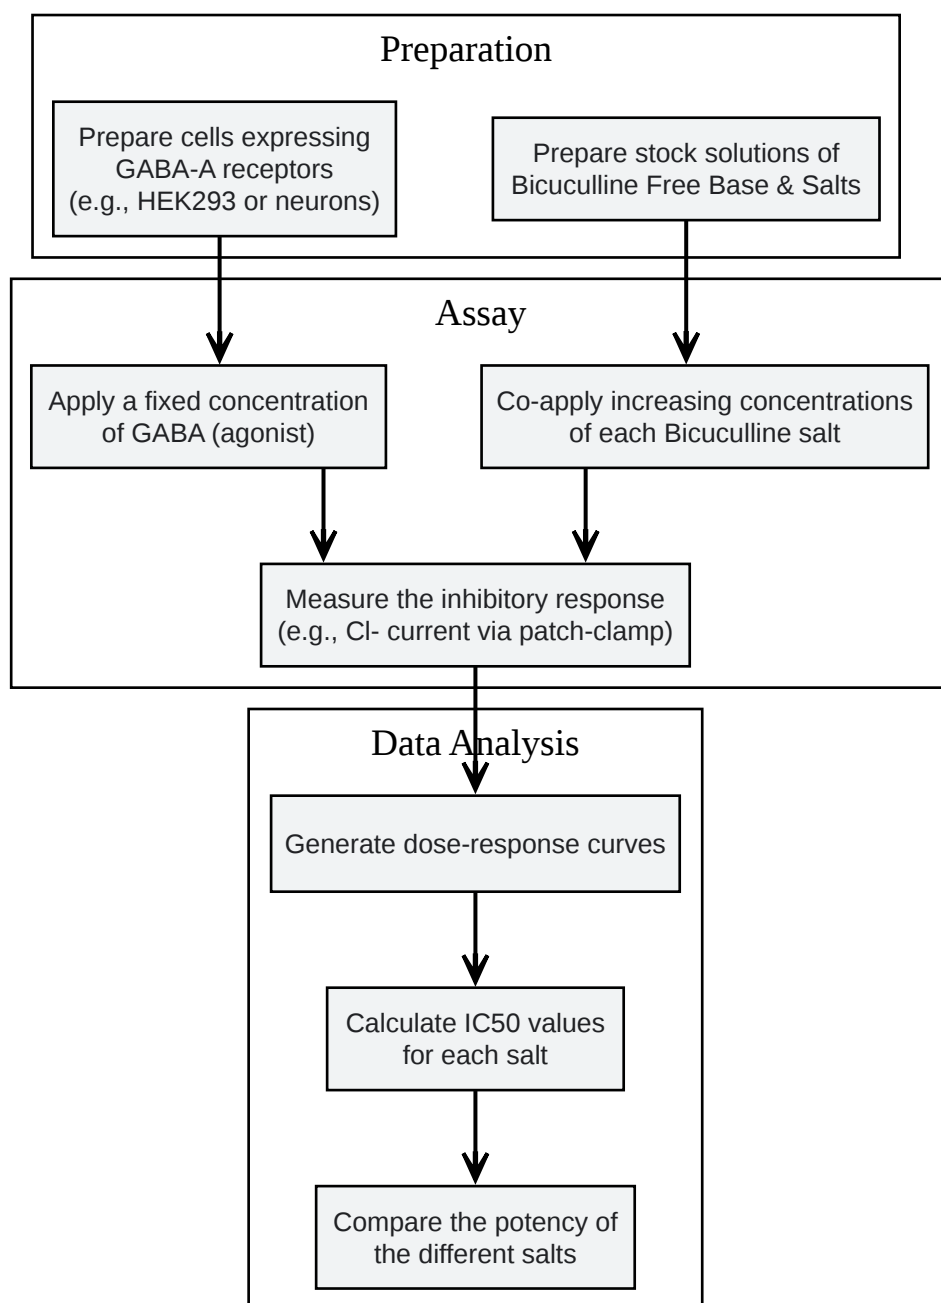 Preparation
Prepare cells expressing
GABA-A receptors
(e.g., HEK293 or neurons)
Prepare stock solutions of
Bicuculline Free Base & Salts
Assay
Apply a fixed concentration
of GABA (agonist)
Co-apply increasing concentrations
of each Bicuculline salt
Measure the inhibitory response
(e.g., Cl- current via patch-clamp)
Data Analysis
Generate dose-response curves
Calculate IC50 values
for each salt
Compare the potency of
the different salts